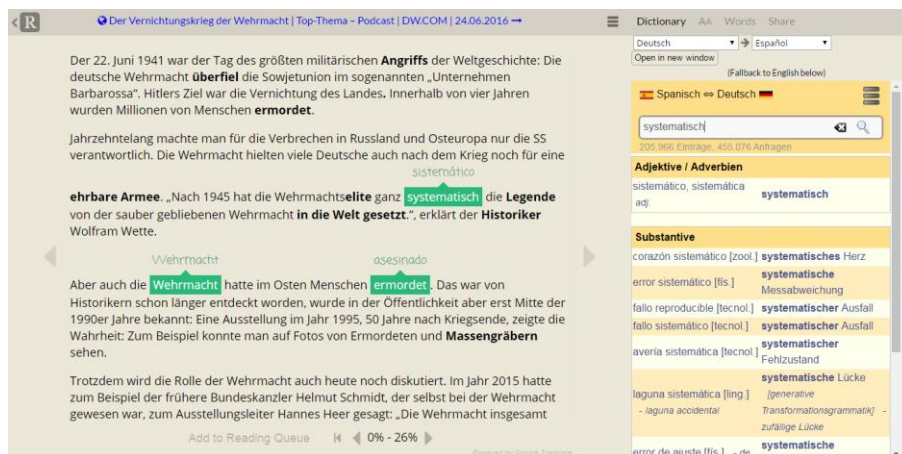 R
Der Vernichtungskrieg der Wehrmacht | Top-Thema – Podcast | DW.COM | 24.06.2016 →
Der 22. Juni 1941 war der Tag des größten militärischen Angriffs der Weltgeschichte: Die
deutsche Wehrmacht überfiel die Sowjetunion im sogenannten „Unternehmen
Barbarossa“. Hitlers Ziel war die Vernichtung des Landes. Innerhalb von vier Jahren
wurden Millionen von Menschen ermordet.
Jahrzehntelang machte man für die Verbrechen in Russland und Osteuropa nur die SS
verantwortlich. Die Wehrmacht hielten viele Deutsche auch nach dem Krieg noch für eine
sistemático
ehrbare Armee. „Nach 1945 hat die Wehrmachtselite ganz systematisch die Legende
von der sauber gebliebenen Wehrmacht in die Welt gesetzt.“, erklärt der Historiker
Wolfram Wette.
Wehrmacht asesinado
Aber auch die Wehrmacht hatte im Osten Menschen ermordet. Das war von
Historikern schon länger entdeckt worden, wurde in der Öffentlichkeit aber erst Mitte der
1990er Jahre bekannt: Eine Ausstellung im Jahr 1995, 50 Jahre nach Kriegsende, zeigte die
Wahrheit: Zum Beispiel konnte man auf Fotos von Ermordeten und Massengräbern
sehen.
Trotzdem wird die Rolle der Wehrmacht auch heute noch diskutiert. Im Jahr 2015 hatte
zum Beispiel der frühere Bundeskanzler Helmut Schmidt, der selbst bei der Wehrmacht
gewesen war, zum Ausstellungsleiter Hannes Heer gesagt: „Die Wehrmacht insgesamt
Add to Reading Queue 0% - 26%
Powered by Google Translate
Dictionary AA Words Share
Deutsch → Español
Open in new window
(Fallback to English below)
Spanisch ⇔ Deutsch
systematisch
205.966 Einträge, 455.076 Anfragen
Adjektive / Adverbien
sistemático, sistemática systematisch
adj.
Substantive
corazón sistemático [zool.] systematisches Herz
error sistemático [fís.] systematische
Messabweichung
fallo reproducible [tecnol.] systematischer Ausfall
fallo sistemático [tecnol.] systematischer Ausfall
avería sistemática [tecnol.] systematischer
Fehlzustand
laguna sistemática [ling.] systematische Lücke
- laguna accidental [generative
Transformationsgrammatik] -
zufällige Lücke
error de ajuste [fís.] - de systematische